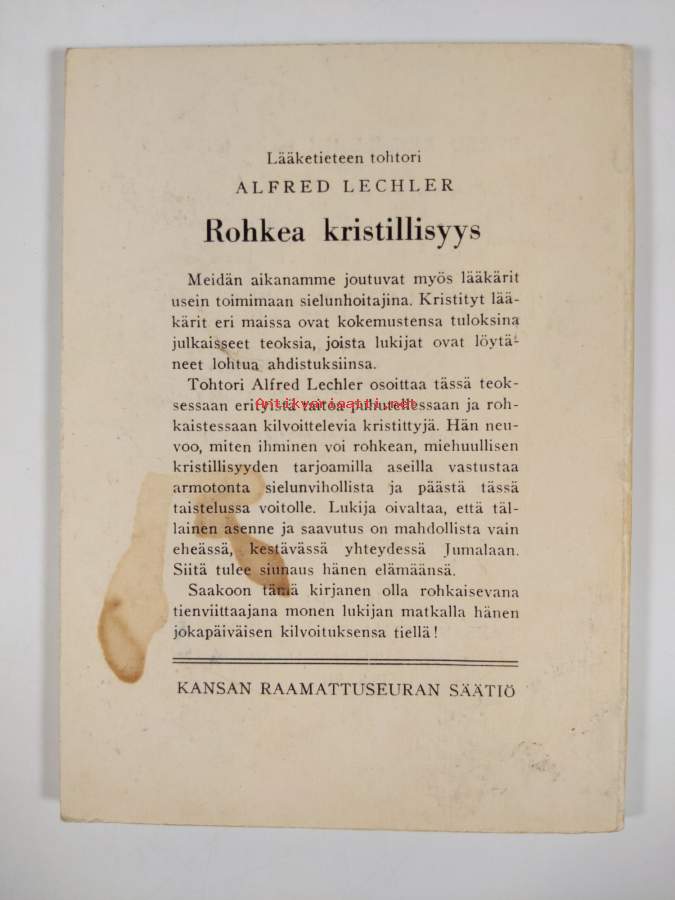 Lääketieteen tohtori
ALFRED LECHLER
Rohkea kristillisyys
Meidän aikanamme joutuvat myös lääkärit
usein toimimaan sielunhoitajina. Kristityt lää-
kärit eri maissa ovat kokemustensa tuloksina
julkaisseet teoksia, joista lukijat ovat löytä-
neet lohtua ahdistuksiinsa.
Tohtori Alfred Lechler osoittaa tässä teok-
sessaan erityistä taitoa puhutellessaan ja roh-
Antikvariaatti.net
kaistessaan kilvoittelevia kristittyjä. Hän neu-
voo, miten ihminen voi rohkean, miehuullisen
kristillisyyden tarjoamilla aseilla vastustaa
armotonta sielunvihollista ja päästä tässä
taistelussa voitolle. Lukija oivaltaa, että täl-
lainen asenne ja saavutus on mahdollista vain
eheässä, kestävässä yhteydessä Jumalaan.
Siitä tulee siunaus hänen elämäänsä.
Saakoon tämä kirjanen olla rohkaisevana
tienviittaajana monen lukijan matkalla hänen
jokapäiväisen kilvoituksensa tiellä!
KANSAN RAAMATTUSEURAN SÄÄTIÖ